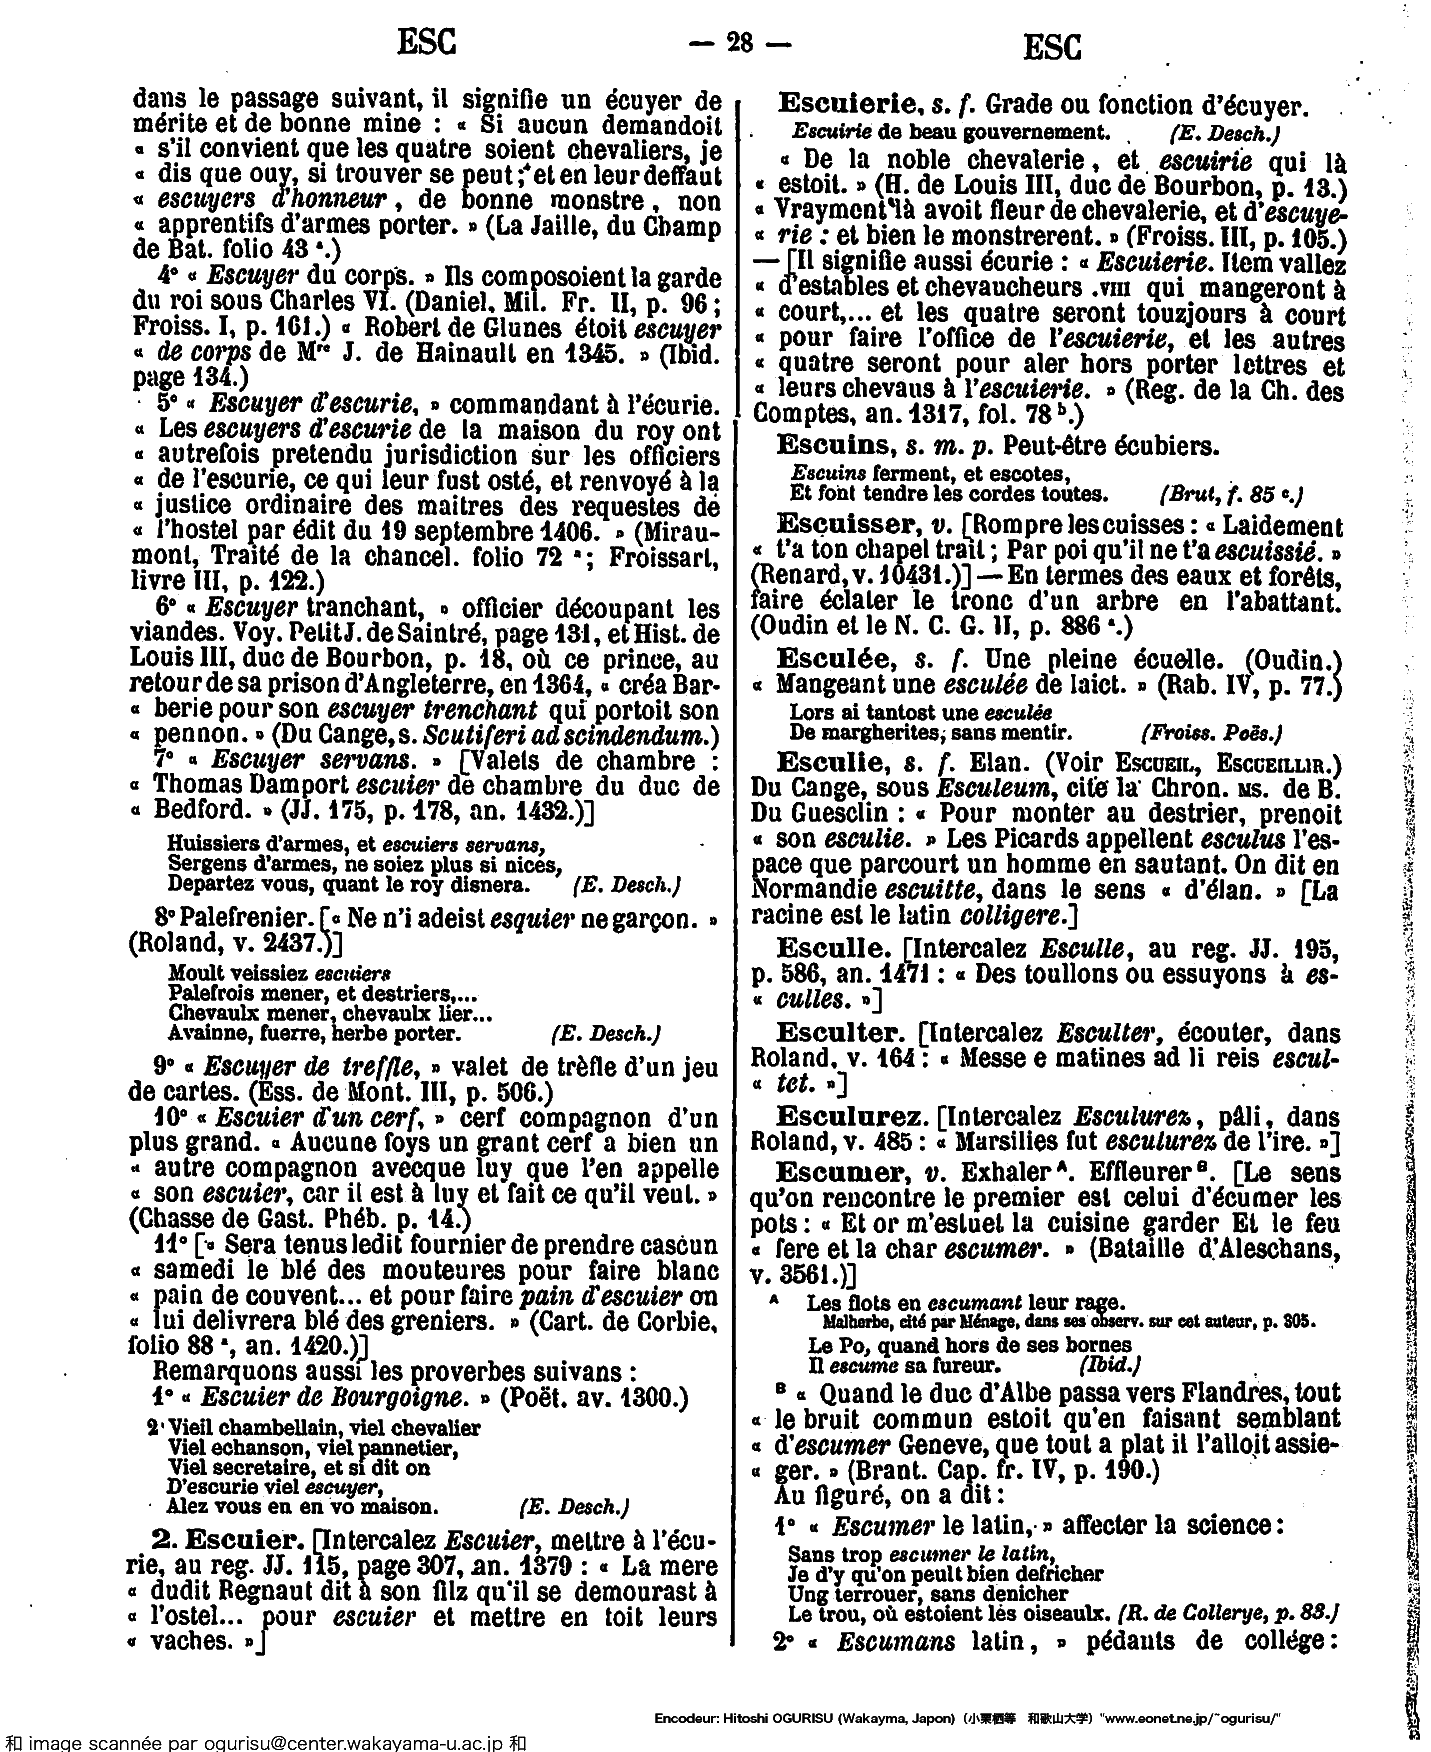 ESC
— 28 —
ESC
dans le passage suivant, il signifie un écuyer de
mérite et de bonne mine : « Si aucun demandoit
« s'il convient que les quatre soient chevaliers, je
« dis que ouy, si trouver se peut ; et en leur deffaut
« escuyers d'honneur, de bonne monstre, non
« apprentifs d'armes porter. » (La Jaille, du Champ
de Bat. folio 43 a.)
4° « Escuyer du corps. » Ils composoient la garde
du roi sous Charles VI. (Daniel, Mil. Fr. II, p. 96 ;
Froiss. I, p. 161.) « Robert de Glunes étoit escuyer
« de corps de Mre J. de Hainault en 1345. » (Ibid.
page 134.)
5° « Escuyer d'escurie, » commandant à l'écurie.
« Les escuyers d'escurie de la maison du roy ont
« autrefois pretendu jurisdiction sur les officiers
« de l'escurie, ce qui leur fust osté, et renvoyé à la
« justice ordinaire des maitres des requestes de
« l'hostel par édit du 19 septembre 1406. » (Mirau-
mont, Traité de la chancel. folio 72 a ; Froissart,
livre III, p. 122.)
6° « Escuyer tranchant, » officier découpant les
viandes. Voy. Petit J. de Saintré, page 131, et Hist. de
Louis III, duc de Bourbon, p. 18, où ce prince, au
retour de sa prison d'Angleterre, en 1364, « créa Bar-
« berie pour son escuyer trenchant qui portoit son
« pennon. » (Du Cange, s. Scutiferi ad scindendum.)
7° « Escuyer servans. » [Valets de chambre :
« Thomas Damport escuier de chambre du duc de
« Bedford. » (JJ. 175, p. 178, an. 1432.)]
Huissiers d'armes, et escuiers servans,
Sergens d'armes, ne soiez plus si nices,
Departez vous, quant le roy disnera. (E. Desch.)
8° Palefrenier. [« Ne n'i adeist esquier ne garçon. »
(Roland, v. 2437.)]
Moult veissiez escuiers
Palefrois mener, et destriers,...
Chevaulx mener, chevaulx lier...
Avainne, fuerre, herbe porter. (E. Desch.)
9° « Escuyer de treffle, » valet de trèfle d'un jeu
de cartes. (Ess. de Mont. III, p. 506.)
10° « Escuier d'un cerf, » cerf compagnon d'un
plus grand. « Aucune foys un grant cerf a bien un
« autre compagnon avecque luy que l'en appelle
« son escuier, car il est à luy et fait ce qu'il veut. »
(Chasse de Gast. Phéb. p. 14.)
11° [« Sera tenus ledit fournier de prendre cascun
« samedi le blé des mouteures pour faire blanc
« pain de couvent... et pour faire pain d'escuier on
« lui delivrera blé des greniers. » (Cart. de Corbie,
folio 88 a, an. 1420.)]
Remarquons aussi les proverbes suivans :
1° « Escuier de Bourgoigne. » (Poët. av. 1300.)
2° Vieil chambellain, viel chevalier
Viel echanson, viel pannetier,
Viel secretaire, et si dit on
D'escurie viel escuyer,
Alez vous en en vo maison. (E. Desch.)
2. Escuier. [Intercalez Escuier, mettre à l'écu-
rie, au reg. JJ. 115, page 307, an. 1379 : « La mere
« dudit Regnaut dit à son filz qu'il se demourast à
« l'ostel... pour escuier et mettre en toit leurs
« vaches. »]
Escuierie, s. f. Grade ou fonction d'écuyer.
Escuirie de beau gouvernement. (E. Desch.)
« De la noble chevalerie, et escuirie qui là
« estoit. » (H. de Louis III, duc de Bourbon, p. 13.)
« Vrayment là avoit fleur de chevalerie, et d'escuye-
« rie : et bien le monstrerent. » (Froiss. III, p. 105.)
— [Il signifie aussi écurie : « Escuierie. Item vallez
« d'estables et chevaucheurs .VIII qui mangeront à
« court,... et les quatre seront touzjours à court
« pour faire l'office de l'escuierie, et les autres
« quatre seront pour aler hors porter lettres et
« leurs chevaus à l'escuierie. » (Reg. de la Ch. des
Comptes, an. 1317, fol. 78 b.)
Escuins, s. m. p. Peut-être écubiers.
Escuins ferment, et escotes,
Et font tendre les cordes toutes. (Brut, f. 85 c.)
Escuisser, v. [Rompre les cuisses : « Laidement
« t'a ton chapel trait ; Par poi qu'il ne t'a escuissié. »
(Renard, v. 10431.)] — En termes des eaux et forêts,
faire éclater le tronc d'un arbre en l'abattant.
(Oudin et le N. C. G. II, p. 886 a.)
Esculée, s. f. Une pleine écuelle. (Oudin.)
« Mangeant une esculée de laict. » (Rab. IV, p. 77.)
Lors ai tantost une esculée
De margherites, sans mentir. (Froiss. Poës.)
Esculie, s. f. Elan. (Voir ESCUEIL, ESCUEILLIR.)
Du Cange, sous Esculeum, cite la Chron. MS. de B.
Du Guesclin : « Pour monter au destrier, prenoit
« son esculie. » Les Picards appellent esculus l'es-
pace que parcourt un homme en sautant. On dit en
Normandie escuitte, dans le sens « d'élan. » [La
racine est le latin colligere.]
Esculle. [Intercalez Esculle, au reg. JJ. 195,
p. 586, an. 1471 : « Des toullons ou essuyons à es-
« culles. »]
Esculter. [Intercalez Esculter, écouter, dans
Roland, v. 164 : « Messe e matines ad li reis escul-
« tet. »]
Esculurez. [Intercalez Esculurez, pâli, dans
Roland, v. 485 : « Marsilies fut esculurez de l'ire. »]
Escumer, v. Exhaler A. Effleurer B. [Le sens
qu'on rencontre le premier est celui d'écumer les
pots : « Et or m'estuet la cuisine garder Et le feu
« fere et la char escumer. » (Bataille d'Aleschans,
v. 3561.)]
A Les flots en escumant leur rage.
Malherbe, cité par Ménage, dans ses observ. sur cet auteur, p. 305.
Le Po, quand hors de ses bornes
Il escume sa fureur. (Ibid.)
B « Quand le duc d'Albe passa vers Flandres, tout
« le bruit commun estoit qu'en faisant semblant
« d'escumer Geneve, que tout a plat il l'alloit assie-
« ger. » (Brant. Cap. fr. IV, p. 190.)
Au figuré, on a dit :
1° « Escumer le latin, » affecter la science :
Sans trop escumer le latin,
Je d'y qu'on peult bien defricher
Ung terrouer, sans denicher
Le trou, où estoient lès oiseaulx. (R. de Collerye, p. 88.)
2° « Escumans latin, » pédants de collége :
Encodeur: Hitoshi OGURISU (Wakayma, Japon) (小栗栖等 和歌山大学) "www.eonet.ne.jp/~ogurisu/"
和 image scannée par ogurisu@center.wakayama-u.ac.jp 和